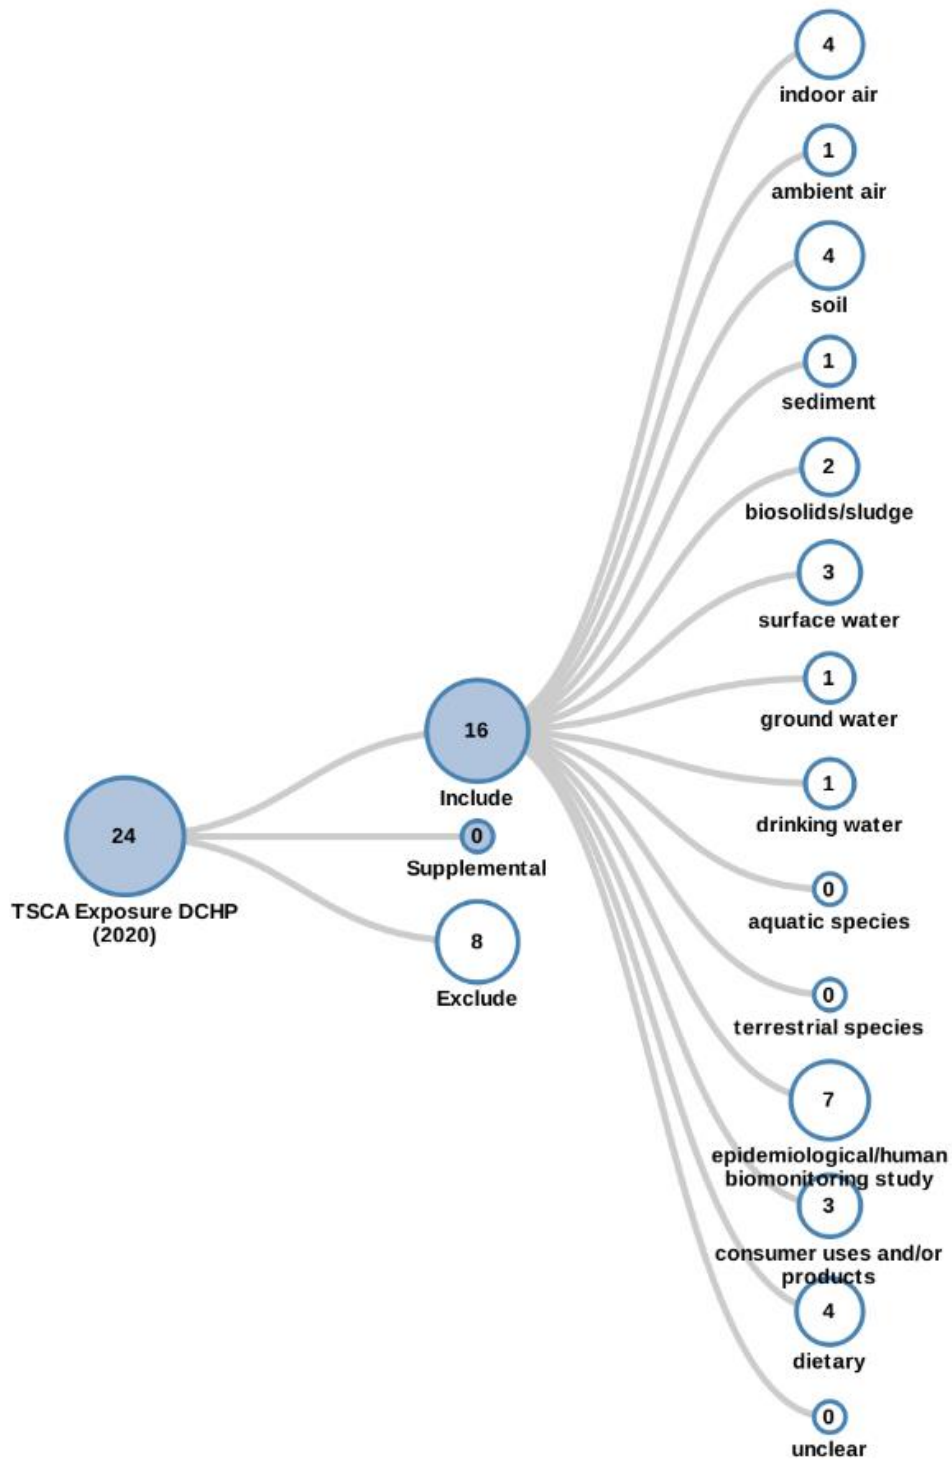 4
indoor air
1
ambient air
4
soil
1
sediment
2
biosolids/sludge
3
surface water
1
ground water
16
Include
1
drinking water
24
TSCA Exposure DCHP
(2020)
0
Supplemental
0
aquatic species
8
Exclude
0
terrestrial species
7
epidemiological/human
biomonitoring study
3
consumer uses and/or
products
4
dietary
0
unclear